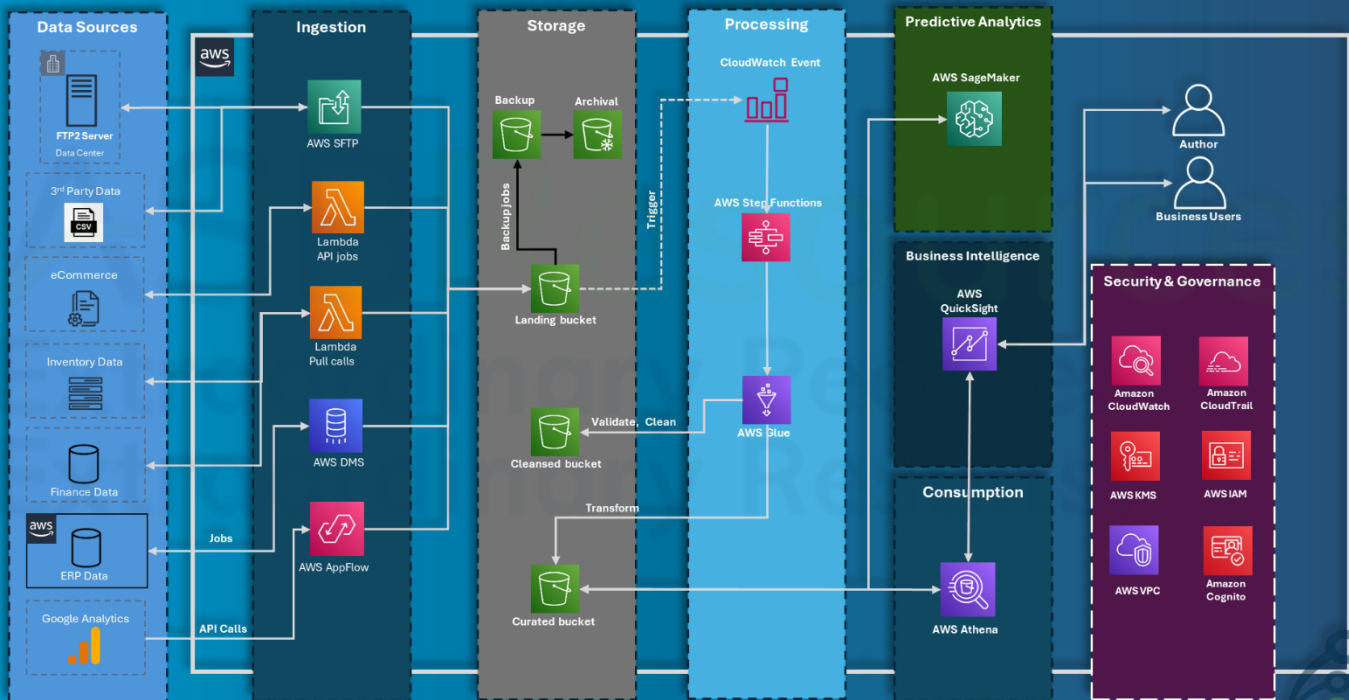 Data Sources
FTP2 Server
Data Center
3rd Party Data
CSV
eCommerce
Inventory Data
Finance Data
aws
ERP Data
Google Analytics
Jobs
API Calls
aws
Ingestion
AWS SFTP
Lambda
API jobs
Lambda
Pull calls
AWS DMS
AWS AppFlow
Storage
Backup
Archival
Backup jobs
Landing bucket
Trigger
Cleansed bucket
Validate, Clean
Transform
Curated bucket
Processing
CloudWatch Event
AWS Step Functions
AWS Glue
Predictive Analytics
AWS SageMaker
Business Intelligence
AWS
QuickSight
Consumption
AWS Athena
Author
Business Users
Security & Governance
Amazon
CloudWatch
Amazon
CloudTrail
AWS KMS
AWS IAM
AWS VPC
Amazon
Cognito